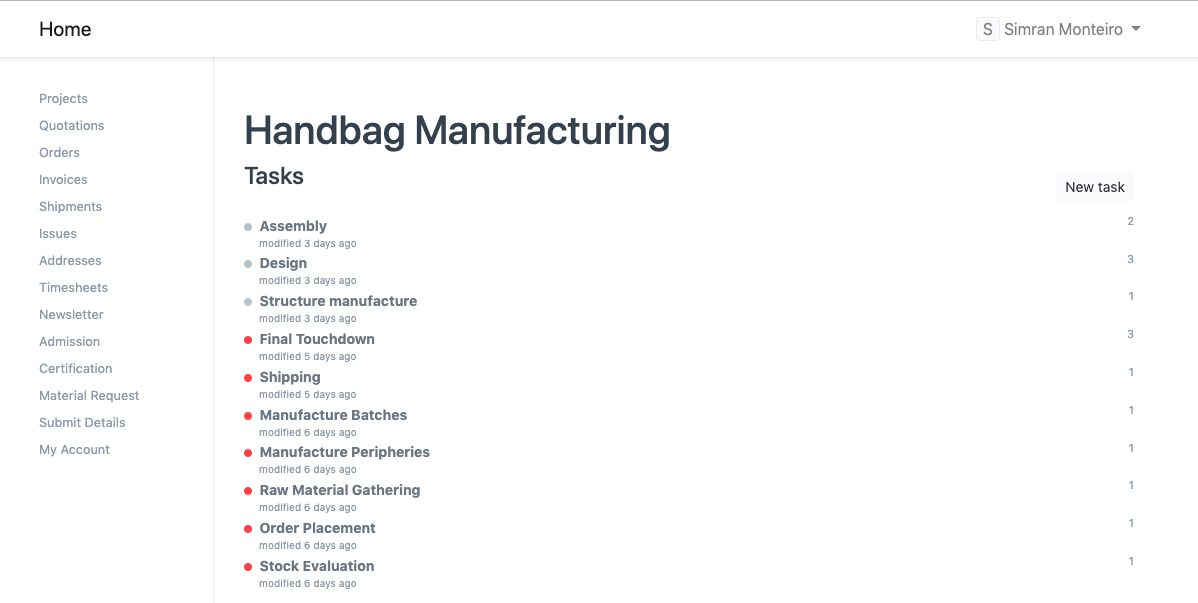 Home
S Simran Monteiro
Projects
Quotations
Orders
Invoices
Shipments
Issues
Addresses
Timesheets
Newsletter
Admission
Certification
Material Request
Submit Details
My Account
Handbag Manufacturing
Tasks
New task
Assembly 2
modified 3 days ago
Design 3
modified 3 days ago
Structure manufacture 1
modified 3 days ago
Final Touchdown 3
modified 5 days ago
Shipping 1
modified 5 days ago
Manufacture Batches 1
modified 6 days ago
Manufacture Peripheries 1
modified 6 days ago
Raw Material Gathering 1
modified 6 days ago
Order Placement 1
modified 6 days ago
Stock Evaluation 1
modified 6 days ago